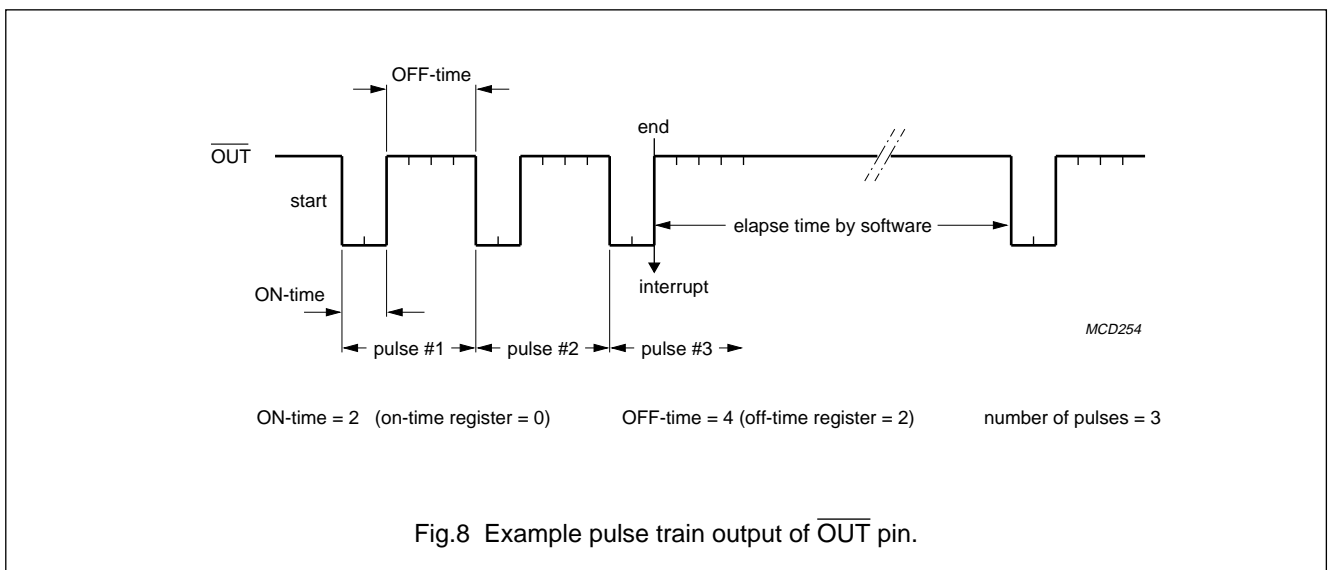 OFF-time
end
OUT
start
elapse time by software
ON-time
interrupt
MCD254
pulse #1
pulse #2
pulse #3
ON-time = 2 (on-time register = 0)
OFF-time = 4 (off-time register = 2)
number of pulses = 3
Fig.8 Example pulse train output of OUT pin.